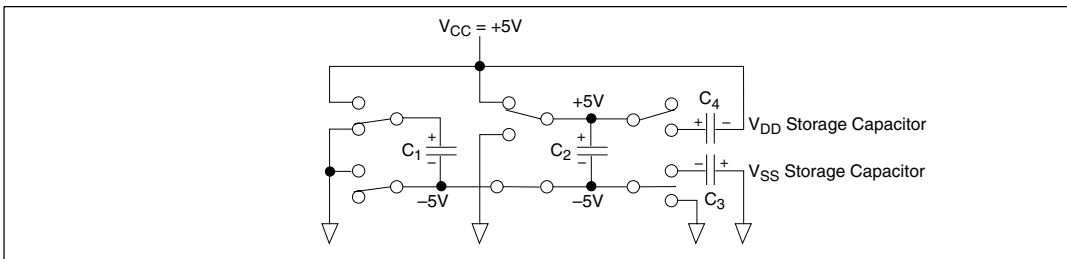 V_CC = +5V
+5V
C_4
+ −
V_DD Storage Capacitor
+
C_1
−
+
C_2
−
− +
V_SS Storage Capacitor
C_3
–5V
–5V